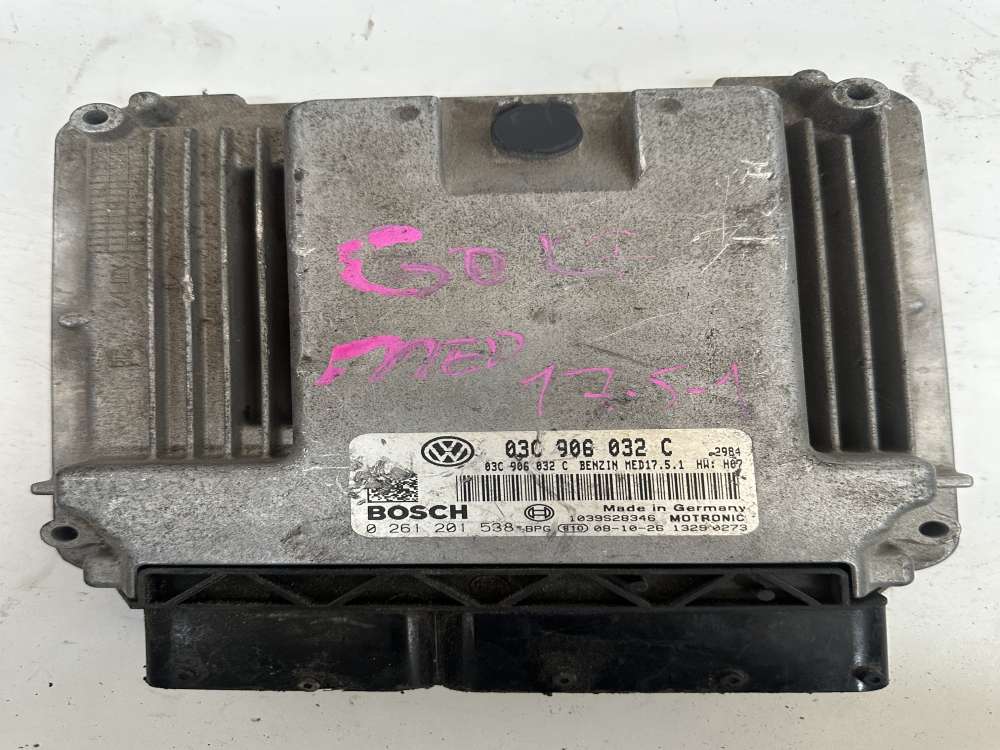 GOLF
MED
17.5.1
03C 906 032 C 2984
03C 906 032 C BENZIN MED17.5.1 HW: H07
BOSCH
Made in Germany
1039S28346 MOTRONIC
0 261 201 538 BPG 010 08-10-26 1329 0273